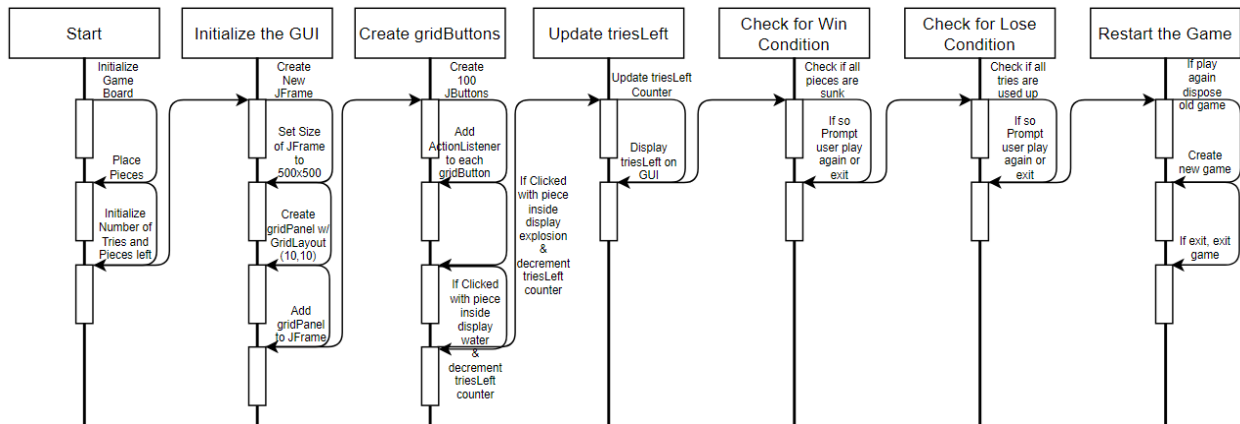 Start
Initialize
Game
Board
Place
Pieces
Initialize
Number of
Tries and
Pieces left
Initialize the GUI
Create
New
JFrame
Set Size
of JFrame
to
500x500
Create
gridPanel w/
GridLayout
(10,10)
Add
gridPanel
to JFrame
Create gridButtons
Create
100
JButtons
Add
ActionListener
to each
gridButton
If Clicked
with piece
inside
display
water
&
decrement
triesLeft
counter
If Clicked
with piece
inside
display
explosion
&
decrement
triesLeft
counter
Update triesLeft
Update triesLeft
Counter
Display
triesLeft on
GUI
Check for Win
Condition
Check if all
pieces are
sunk
If so
Prompt
user play
again or
exit
Check for Lose
Condition
Check if all
tries are
used up
If so
Prompt
user play
again or
exit
Restart the Game
If play
again
dispose
old game
Create
new game
If exit, exit
game